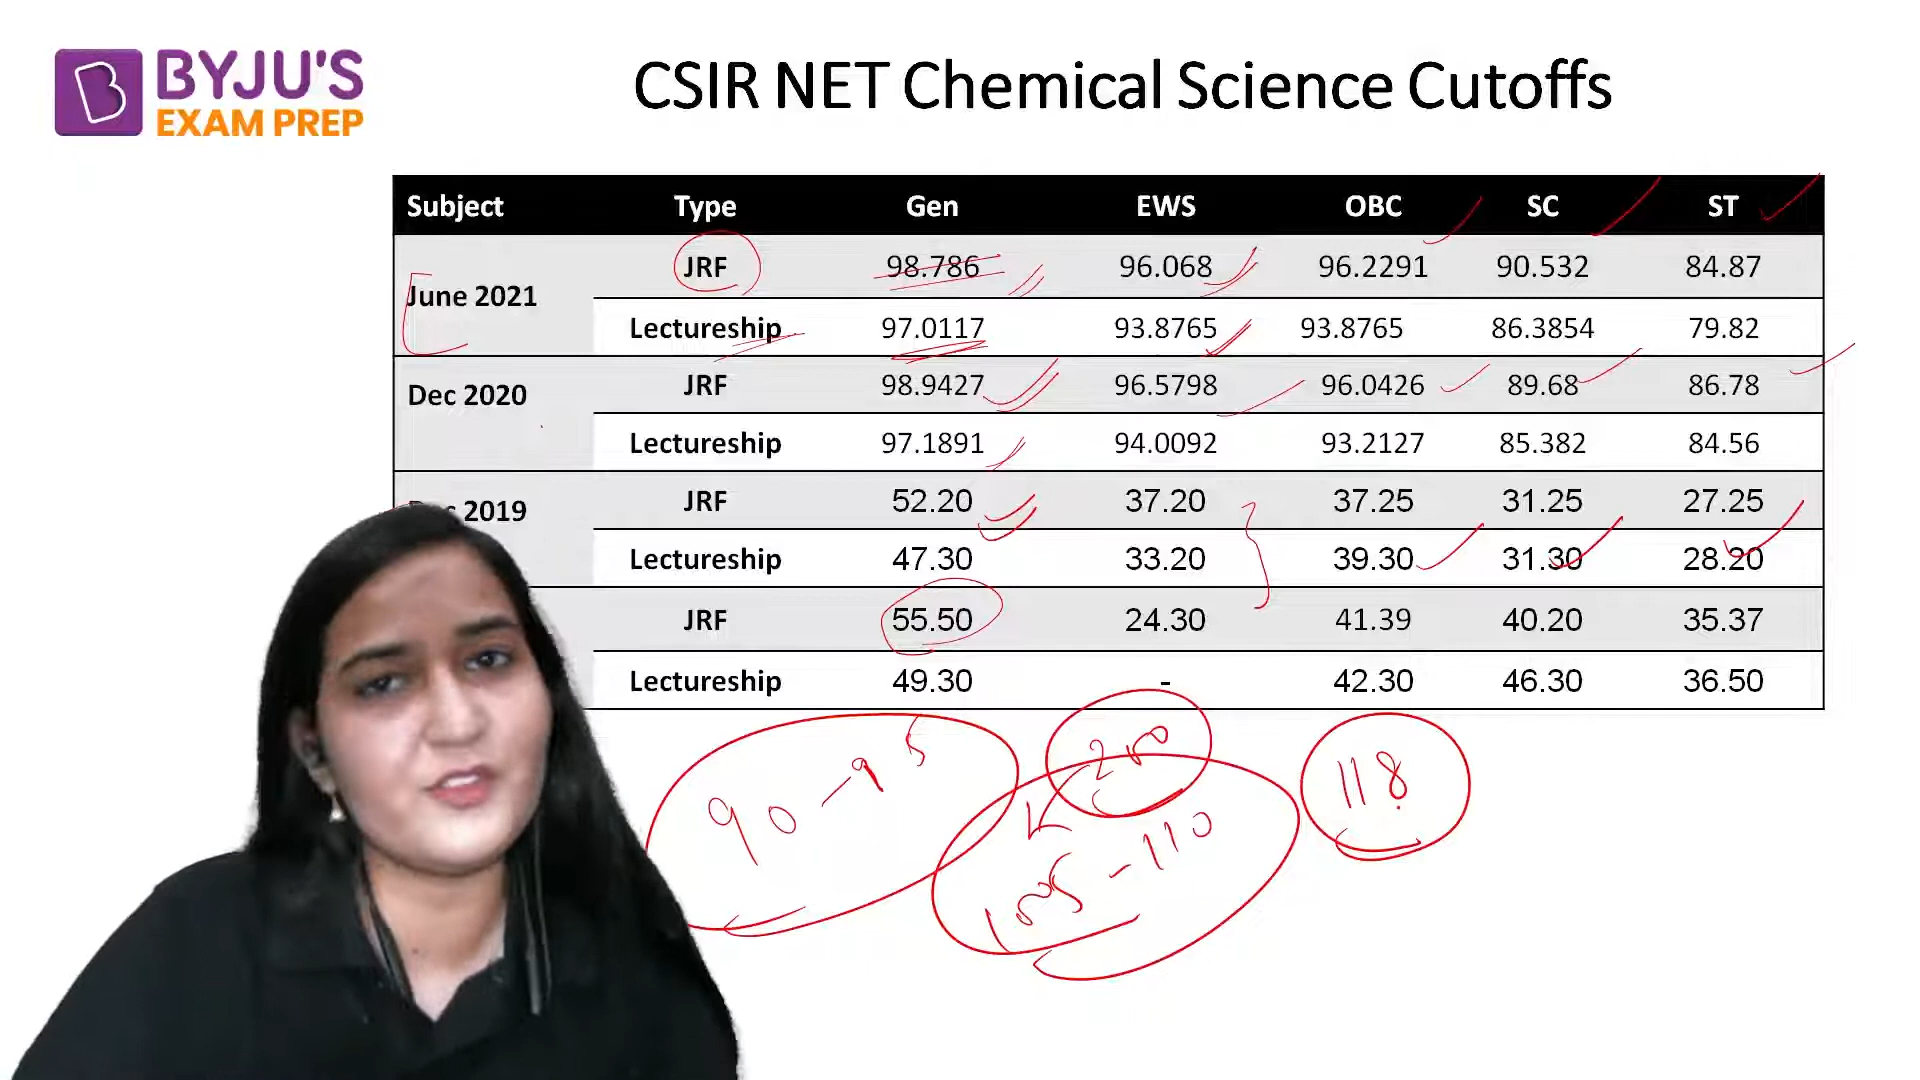 BYJU'S
EXAM PREP
CSIR NET Chemical Science Cutoffs
Subject Type Gen EWS OBC SC ST
June 2021 JRF 98.786 96.068 96.2291 90.532 84.87
Lectureship 97.0117 93.8765 93.8765 86.3854 79.82
Dec 2020 JRF 98.9427 96.5798 96.0426 89.68 86.78
Lectureship 97.1891 94.0092 93.2127 85.382 84.56
2019 JRF 52.20 37.20 37.25 31.25 27.25
Lectureship 47.30 33.20 39.30 31.30 28.20
JRF 55.50 24.30 41.39 40.20 35.37
Lectureship 49.30 - 42.30 46.30 36.50
90-95 200 118
105-110